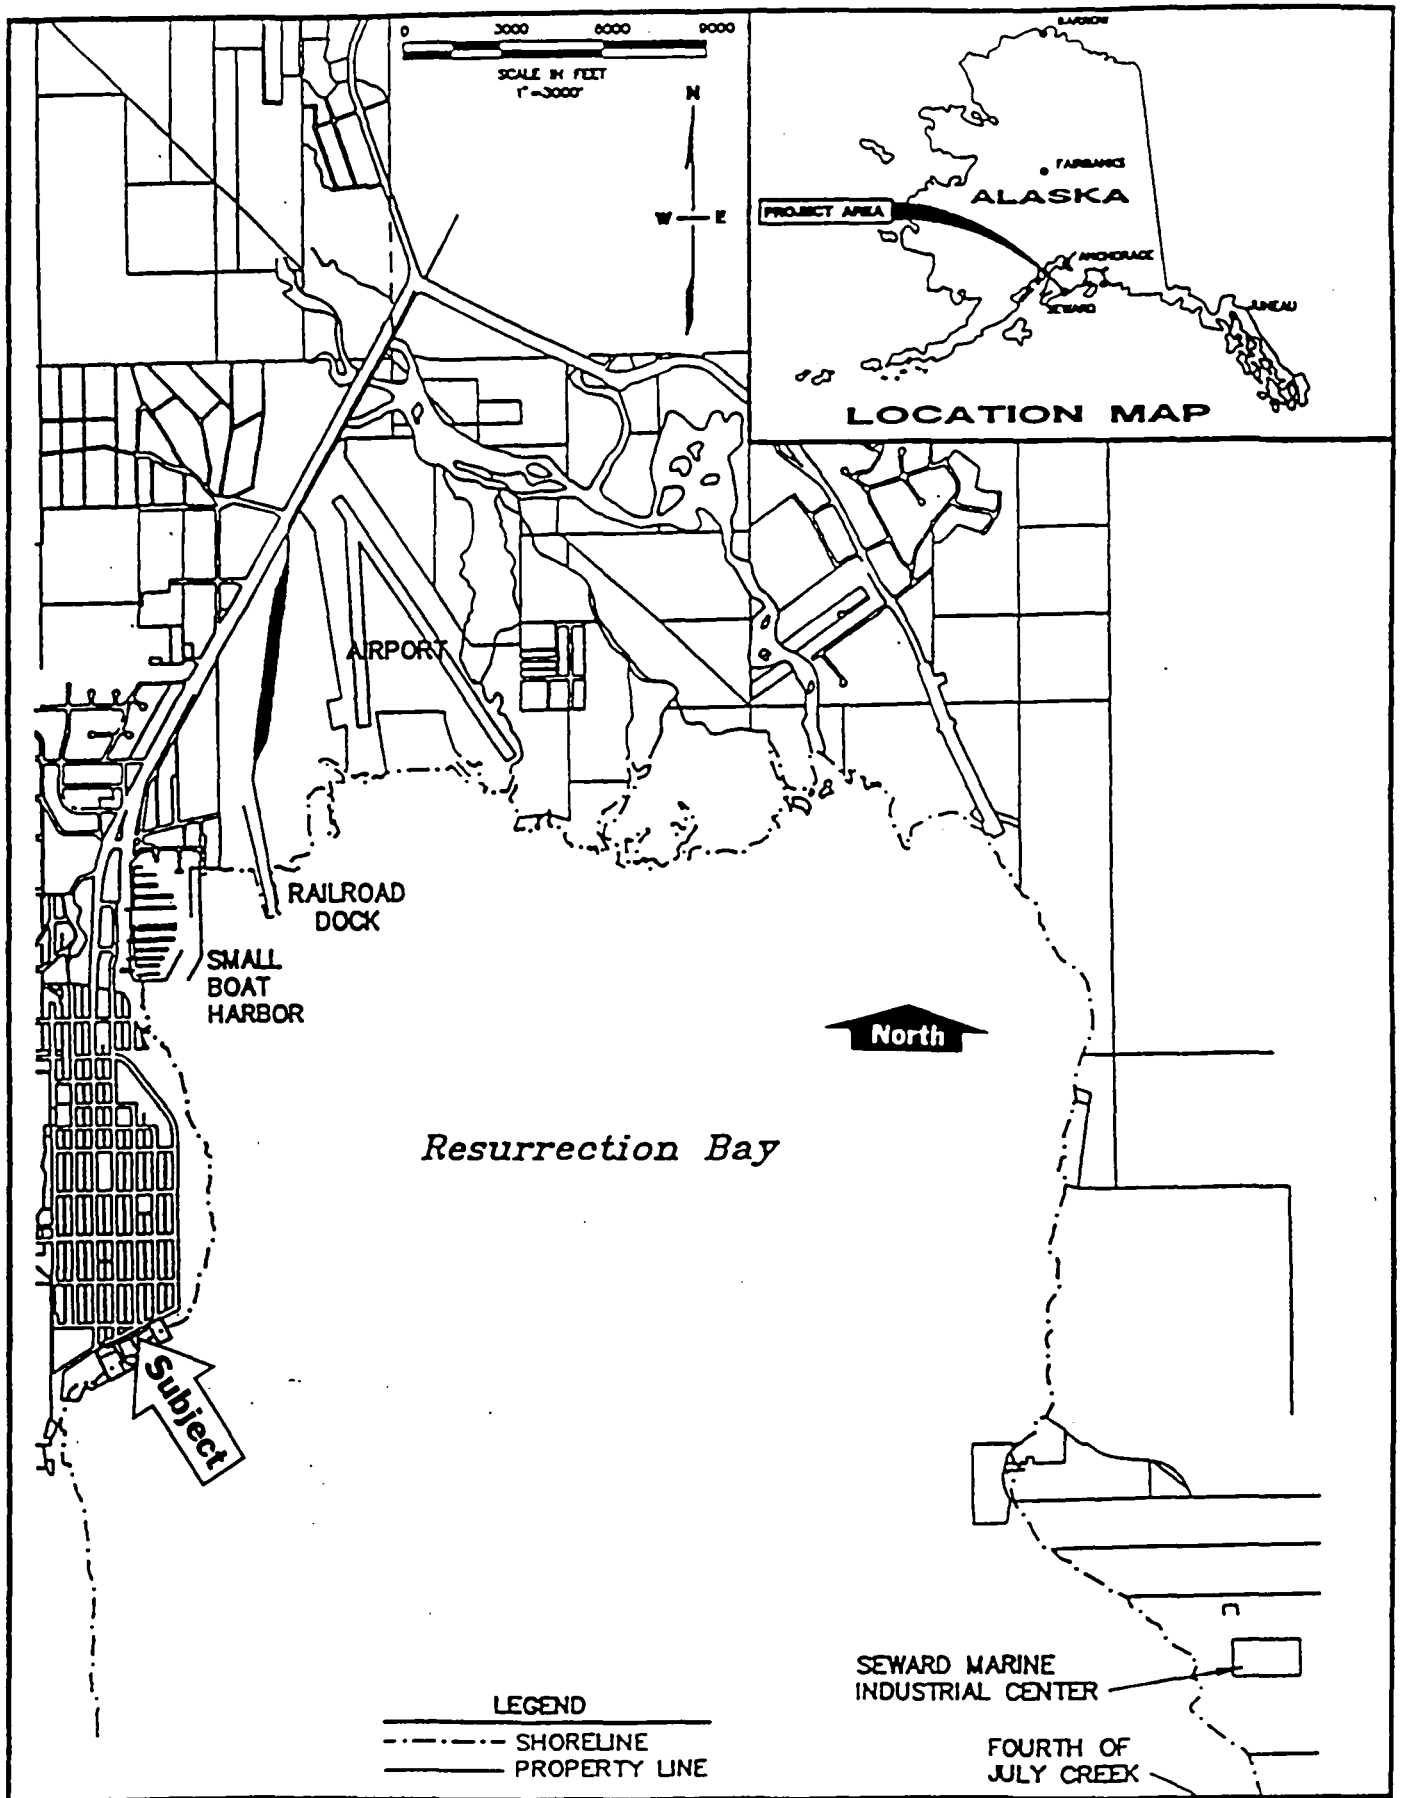 0 3000 6000 9000
SCALE IN FEET
1"=3000'
N
W E
BARROW
FAIRBANKS
ALASKA
PROJECT AREA
ANCHORAGE
SEWARD
JUNEAU
LOCATION MAP
AIRPORT
RAILROAD
DOCK
SMALL
BOAT
HARBOR
North
Resurrection Bay
Subject
SEWARD MARINE
INDUSTRIAL CENTER
LEGEND
SHORELINE
PROPERTY LINE
FOURTH OF
JULY CREEK